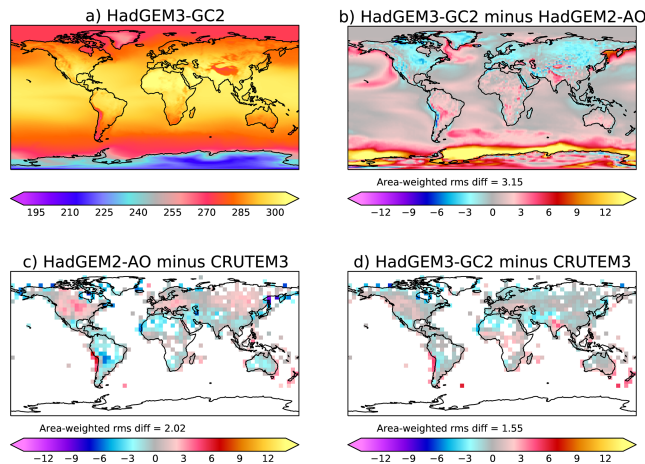 a) HadGEM3-GC2
b) HadGEM3-GC2 minus HadGEM2-AO
Area-weighted rms diff = 3.15
195 210 225 240 255 270 285 300
−12 −9 −6 −3 0 3 6 9 12
c) HadGEM2-AO minus CRUTEM3
d) HadGEM3-GC2 minus CRUTEM3
Area-weighted rms diff = 2.02
Area-weighted rms diff = 1.55
−12 −9 −6 −3 0 3 6 9 12
−12 −9 −6 −3 0 3 6 9 12